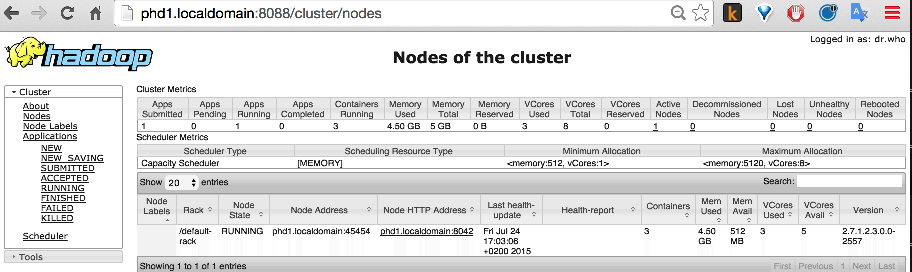 phd1.localdomain:8088/cluster/nodes
Logged in as: dr.who
hadoop
Nodes of the cluster
Cluster
About
Nodes
Node Labels
Applications
NEW
NEW_SAVING
SUBMITTED
ACCEPTED
RUNNING
FINISHED
FAILED
KILLED
Scheduler
Tools
Cluster Metrics
Apps Submitted Apps Pending Apps Running Apps Completed Containers Running Memory Used Memory Total Memory Reserved VCores Used VCores Total VCores Reserved Active Nodes Decommissioned Nodes Lost Nodes Unhealthy Nodes Rebooted Nodes
1 0 1 0 3 4.50 GB 5 GB 0 B 3 8 0 1 0 0 0 0
Scheduler Metrics
Scheduler Type Scheduling Resource Type Minimum Allocation Maximum Allocation
Capacity Scheduler [MEMORY] <memory:512, vCores:1> <memory:5120, vCores:8>
Show 20 entries Search:
Node Labels Rack Node State Node Address Node HTTP Address Last health-update Health-report Containers Mem Used Mem Avail VCores Used VCores Avail Version
/default-rack RUNNING phd1.localdomain:45454 phd1.localdomain:8042 Fri Jul 24 17:03:06 +0200 2015 3 4.50 GB 512 MB 3 5 2.7.1.2.3.0.0-2557
Showing 1 to 1 of 1 entries First Previous 1 Next Last